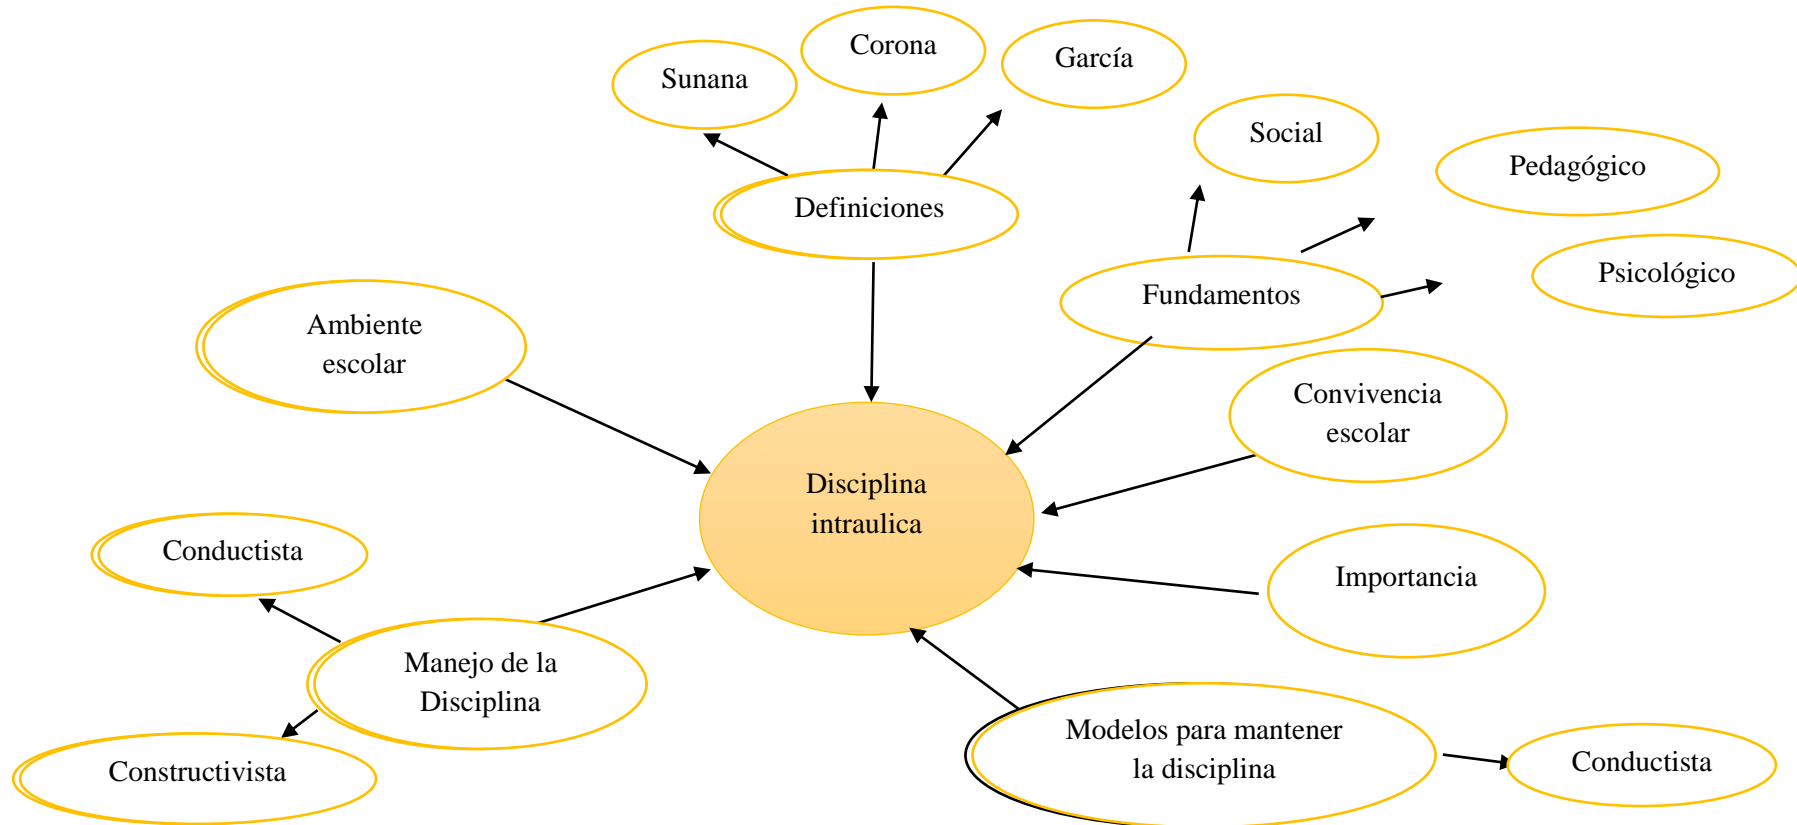 Corona
García
Sunana
Social
Pedagógico
Definiciones
Psicológico
Fundamentos
Ambiente
escolar
Convivencia
escolar
Disciplina
intraulica
Conductista
Importancia
Manejo de la
Disciplina
Modelos para mantener
la disciplina
Constructivista
Conductista